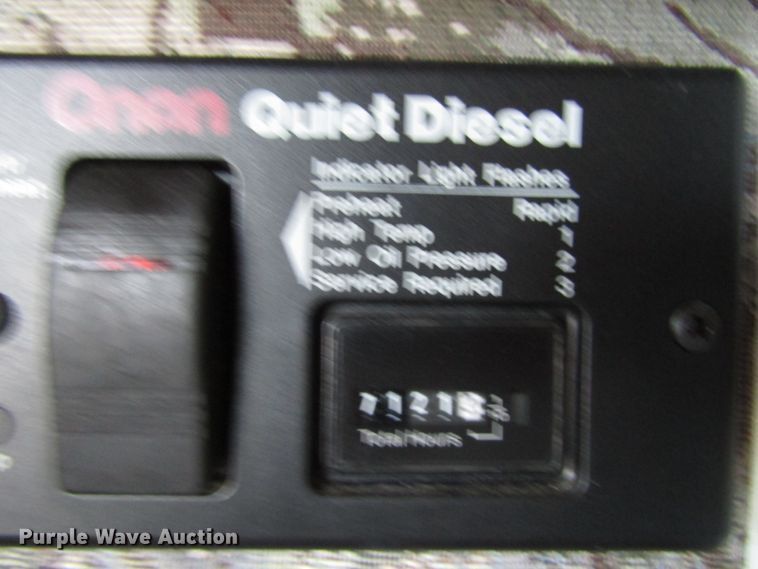 Onan Quiet Diesel
Indicator Light Flashes
Preheat Rapid
High Temp 1
Low Oil Pressure 2
Service Required 3
Total Hours
Purple Wave Auction